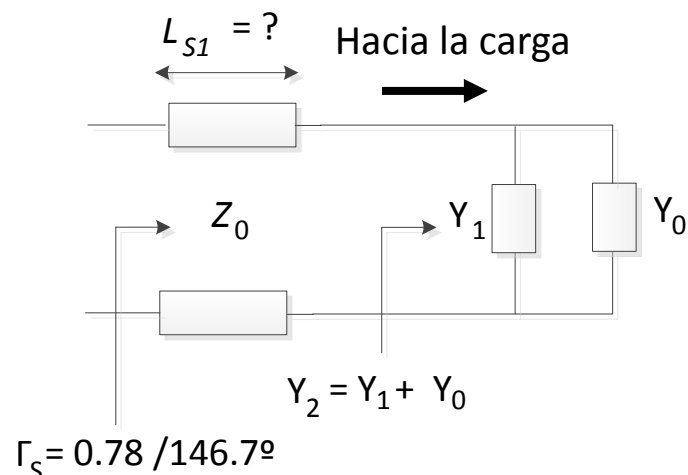 L_S1 = ?
Hacia la carga
Z_0
Y_1
Y_0
Y_2 = Y_1 + Y_0
Γ_S = 0.78 /146.7º